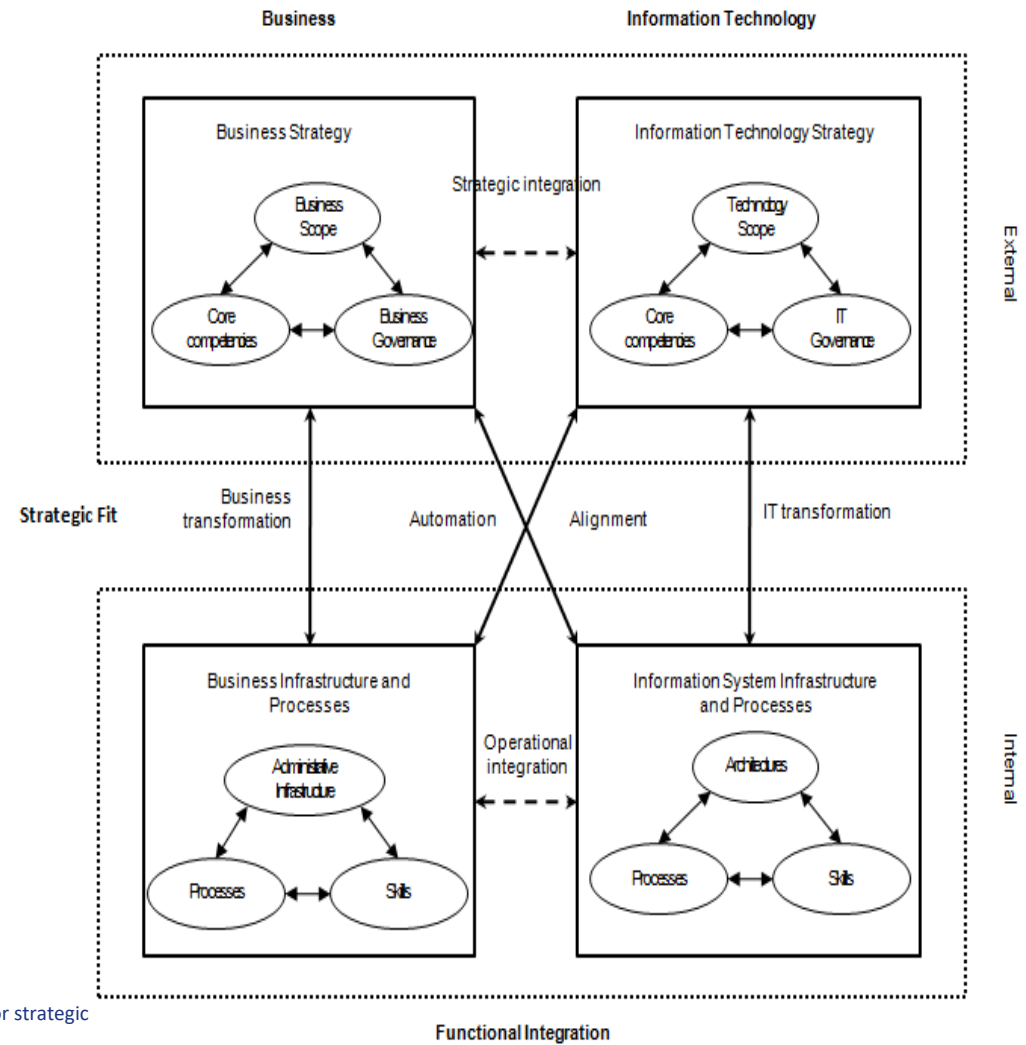 Business
Information Technology
Business Strategy
Information Technology Strategy
Strategic integration
Business
Scope
Core
competencies
Business
Governance
Technology
Scope
Core
competencies
IT
Governance
External
Strategic Fit
Business
transformation
Automation
Alignment
IT transformation
Business Infrastructure and
Processes
Information System Infrastructure
and Processes
Operational
integration
Administrative
Infrastructure
Processes
Skills
Architectures
Processes
Skills
Internal
or strategic
Functional Integration